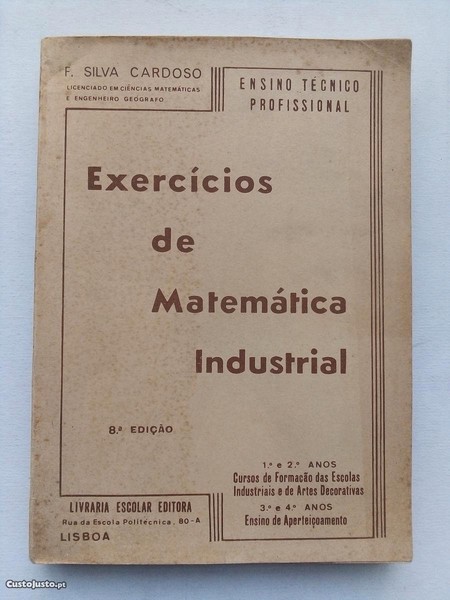 F. SILVA CARDOSO
LICENCIADO EM CIÊNCIAS MATEMÁTICAS
E ENGENHEIRO GEÓGRAFO
ENSINO TÉCNICO
PROFISSIONAL
Exercícios
de
Matemática
Industrial
8.ª EDIÇÃO
1.º e 2.º ANOS
Cursos de Formação das Escolas
Industriais e de Artes Decorativas
3.º e 4.º ANOS
Ensino de Aperfeiçoamento
LIVRARIA ESCOLAR EDITORA
Rua da Escola Politécnica, 80-A
LISBOA
CustoJusto.pt